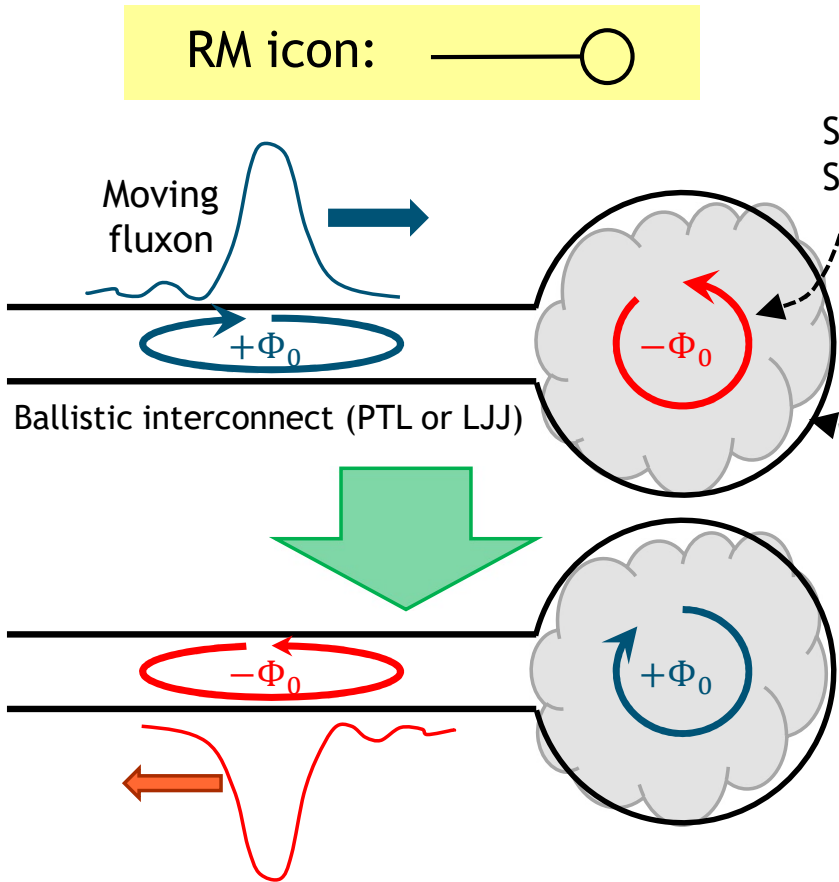 RM icon:
S
S
Moving
fluxon
+Φ₀
−Φ₀
Ballistic interconnect (PTL or LJJ)
−Φ₀
+Φ₀